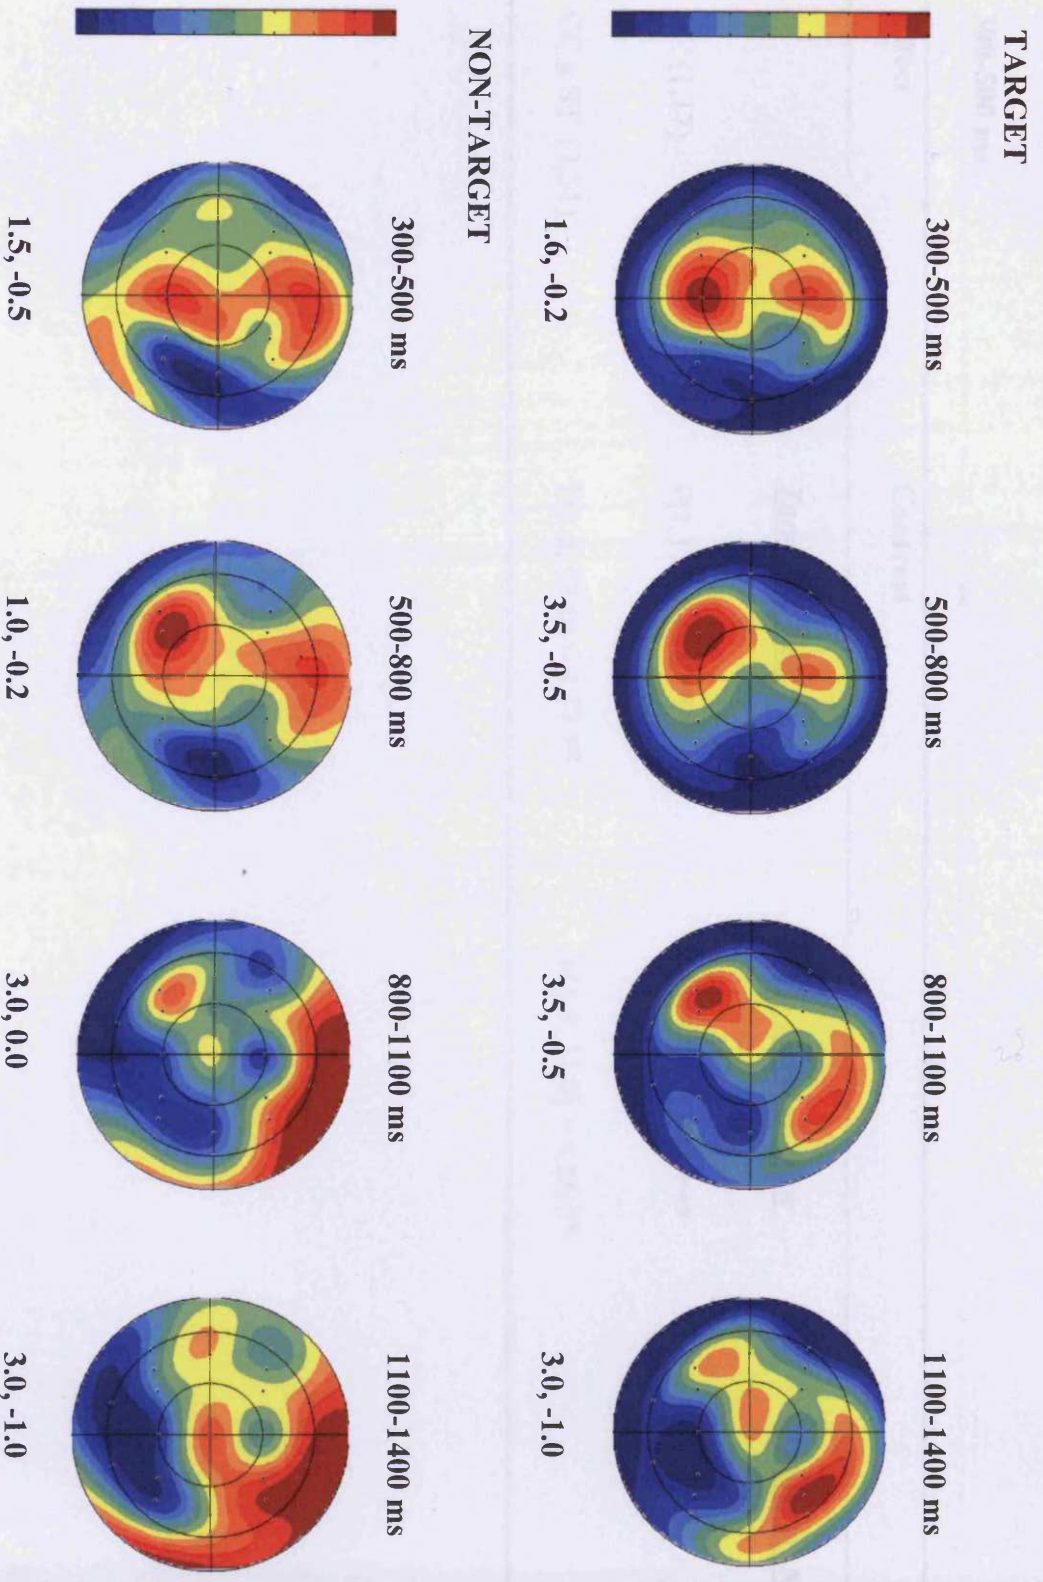 TARGET
300-500 ms 500-800 ms 800-1100 ms 1100-1400 ms
1.6, -0.2 3.5, -0.5 3.5, -0.5 3.0, -1.0
NON-TARGET
300-500 ms 500-800 ms 800-1100 ms 1100-1400 ms
1.5, -0.5 1.0, -0.2 3.0, 0.0 3.0, -1.0